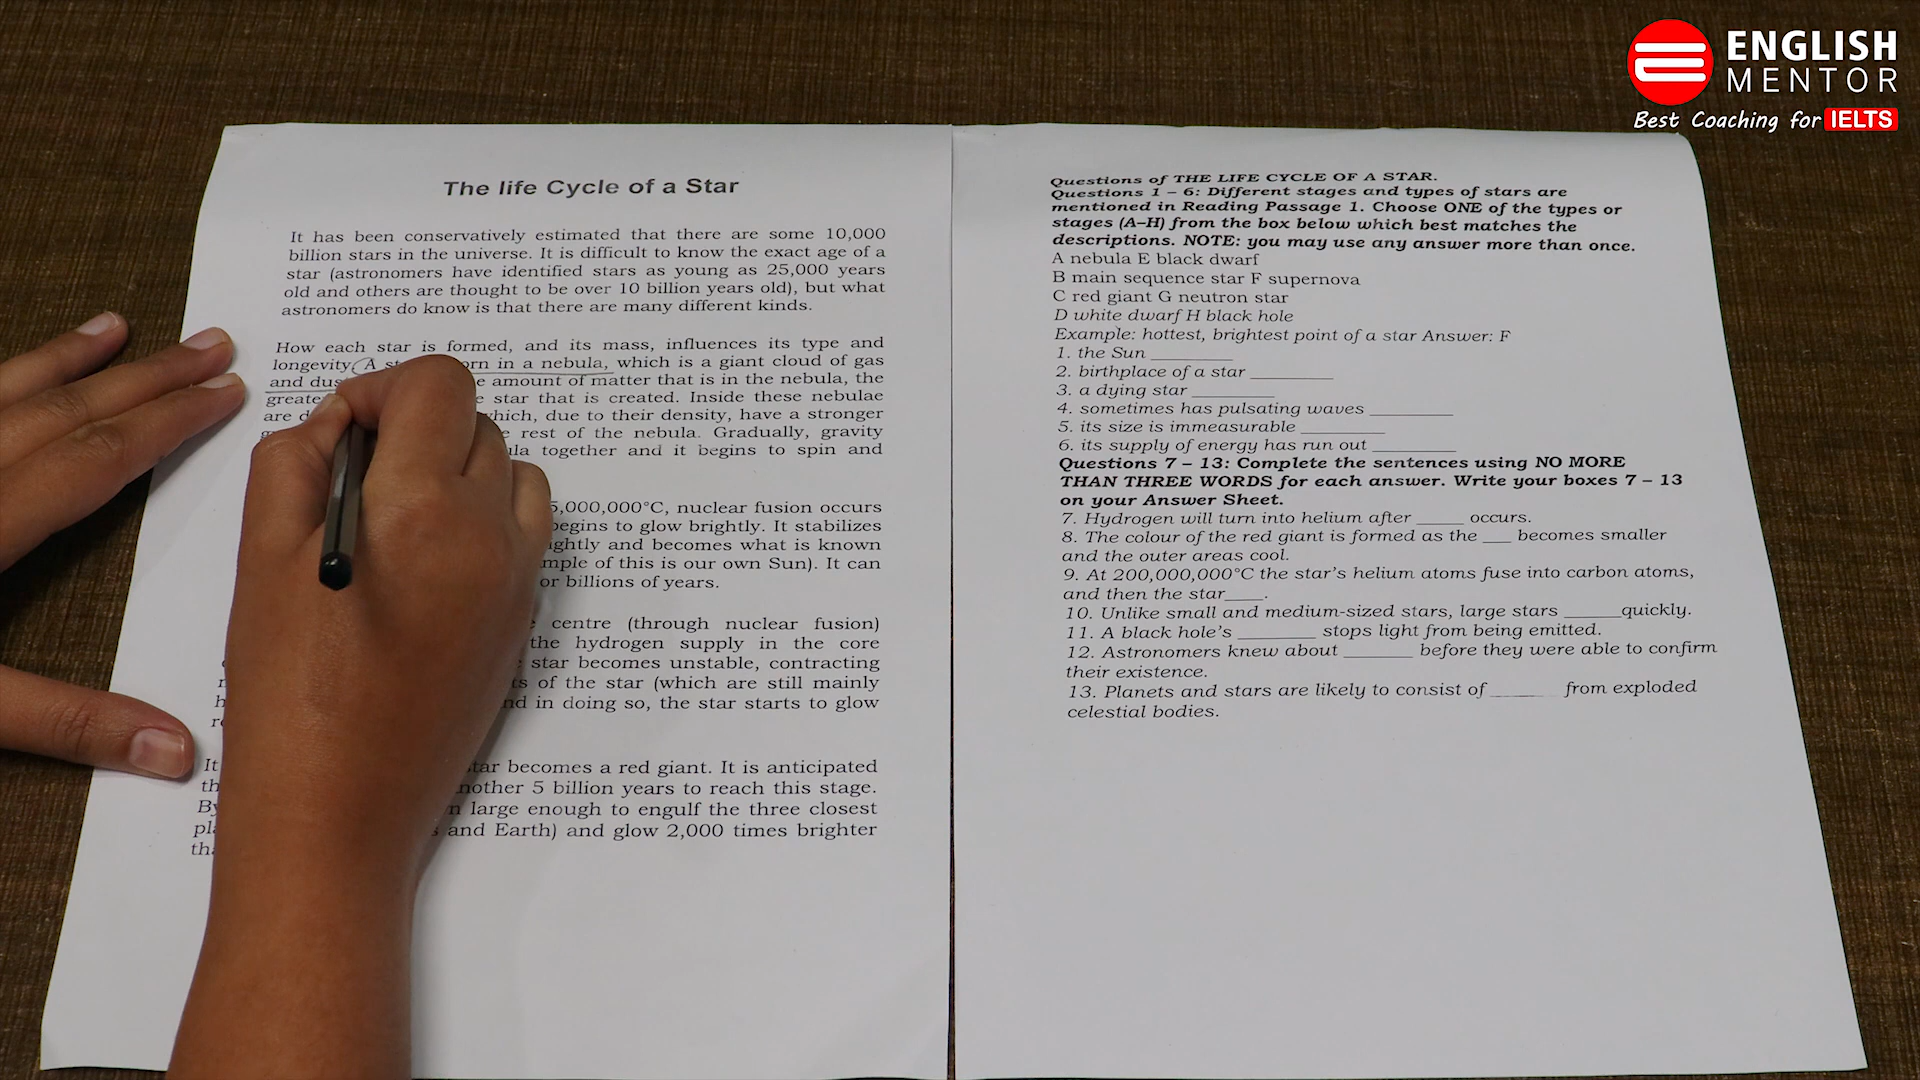 ENGLISH
MENTOR
Best Coaching for IELTS
The life Cycle of a Star
It has been conservatively estimated that there are some 10,000
billion stars in the universe. It is difficult to know the exact age of a
star (astronomers have identified stars as young as 25,000 years
old and others are thought to be over 10 billion years old), but what
astronomers do know is that there are many different kinds.
How each star is formed, and its mass, influences its type and
longevity. A in a nebula, which is a giant cloud of gas
and amount of matter that is in the nebula, the
star that is created. Inside these nebulae
are which, due to their density, have a stronger
rest of the nebula. Gradually, gravity
together and it begins to spin and
000,000°C, nuclear fusion occurs
begins to glow brightly. It stabilizes
and becomes what is known
of this is our own Sun). It can
or billions of years.
centre (through nuclear fusion)
the hydrogen supply in the core
star becomes unstable, contracting
of the star (which are still mainly
in doing so, the star starts to glow
It becomes a red giant. It is anticipated
another 5 billion years to reach this stage.
By large enough to engulf the three closest
and Earth) and glow 2,000 times brighter
Questions of THE LIFE CYCLE OF A STAR.
Questions 1 – 6: Different stages and types of stars are
mentioned in Reading Passage 1. Choose ONE of the types or
stages (A–H) from the box below which best matches the
descriptions. NOTE: you may use any answer more than once.
A nebula E black dwarf
B main sequence star F supernova
C red giant G neutron star
D white dwarf H black hole
Example: hottest, brightest point of a star Answer: F
1. the Sun ________
2. birthplace of a star ________
3. a dying star ________
4. sometimes has pulsating waves ________
5. its size is immeasurable ________
6. its supply of energy has run out ________
Questions 7 – 13: Complete the sentences using NO MORE
THAN THREE WORDS for each answer. Write your boxes 7 – 13
on your Answer Sheet.
7. Hydrogen will turn into helium after _____ occurs.
8. The colour of the red giant is formed as the ___ becomes smaller
and the outer areas cool.
9. At 200,000,000°C the star's helium atoms fuse into carbon atoms,
and then the star____.
10. Unlike small and medium-sized stars, large stars ______quickly.
11. A black hole's ________ stops light from being emitted.
12. Astronomers knew about _______ before they were able to confirm
their existence.
13. Planets and stars are likely to consist of ______ from exploded
celestial bodies.